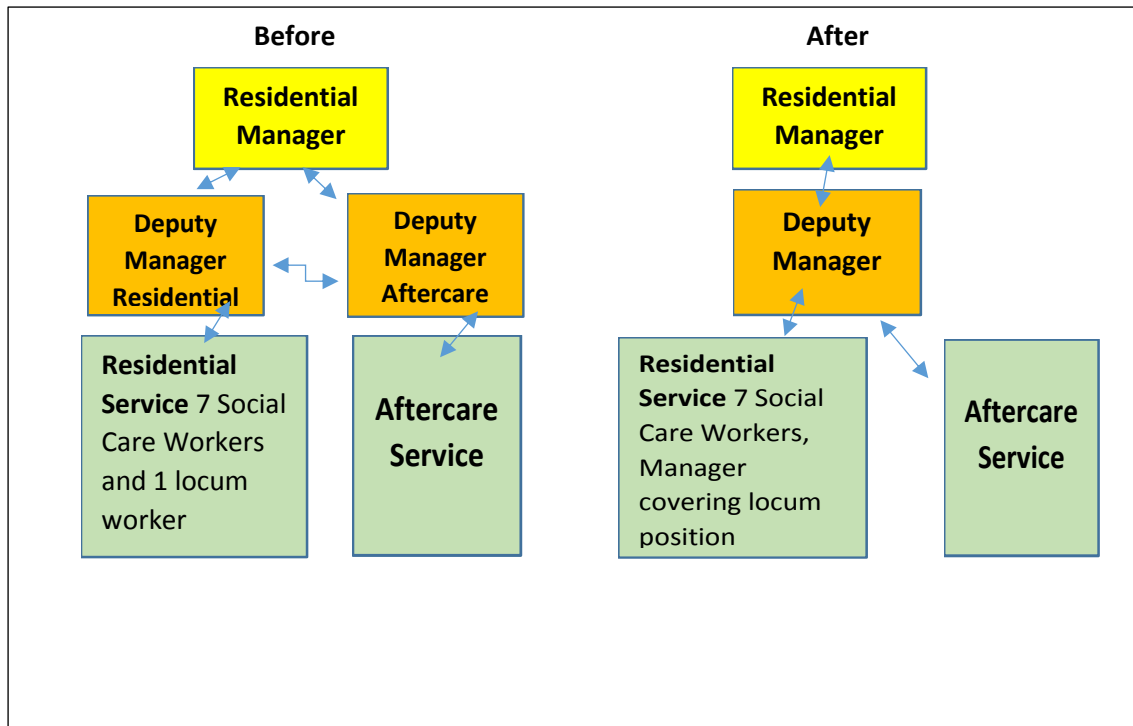 Before
Residential
Manager
Deputy
Manager
Residential
Deputy
Manager
Aftercare
Residential
Service 7 Social
Care Workers
and 1 locum
worker
Aftercare
Service
After
Residential
Manager
Deputy
Manager
Residential
Service 7 Social
Care Workers,
Manager
covering locum
position
Aftercare
Service